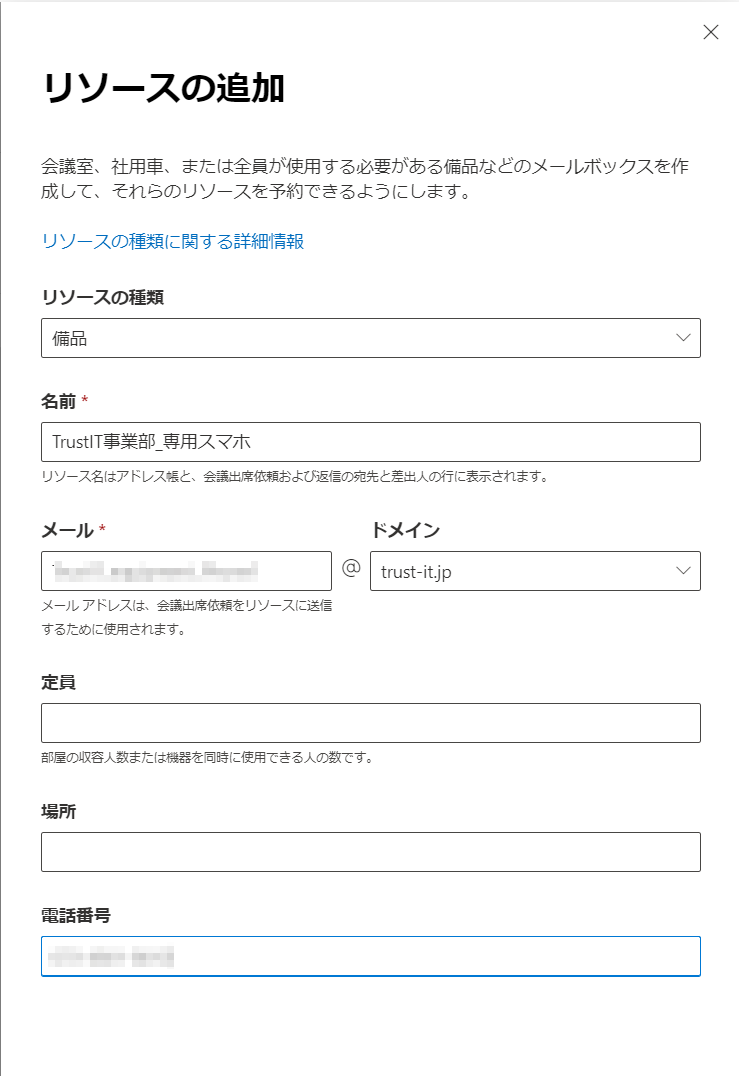 リソースの追加
会議室、社用車、または全員が使用する必要がある備品などのメールボックスを作
成して、それらのリソースを予約できるようにします。
リソースの種類に関する詳細情報
リソースの種類
備品
名前 *
TrustIT事業部_専用スマホ
リソース名はアドレス帳と、会議出席依頼および返信の宛先と差出人の行に表示されます。
メール *
ドメイン
@
trust-it.jp
メール アドレスは、会議出席依頼をリソースに送信
するために使用されます。
定員
部屋の収容人数または機器を同時に使用できる人の数です。
場所
電話番号